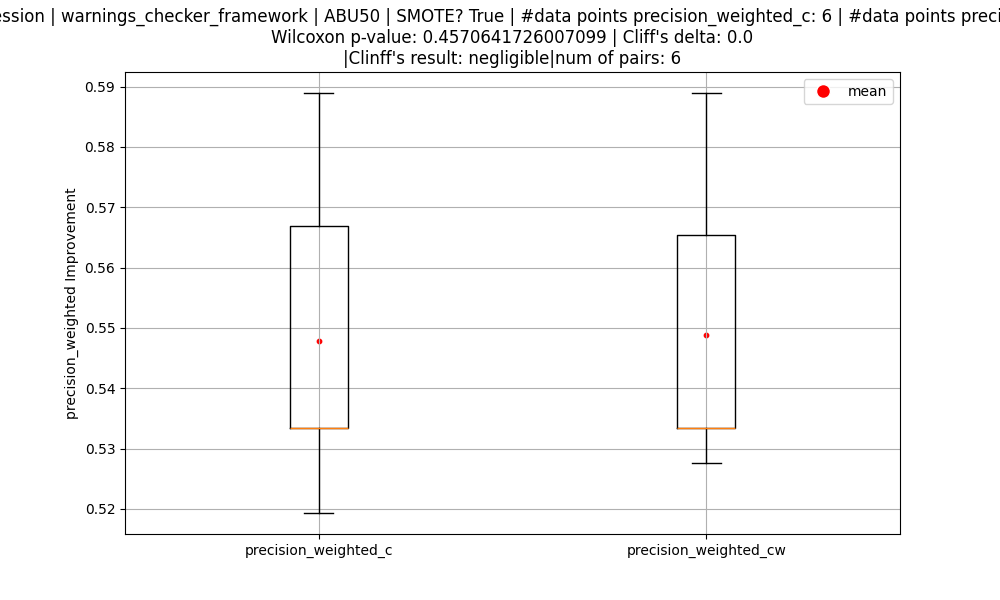 ession | warnings_checker_framework | ABU50 | SMOTE? True | #data points precision_weighted_c: 6 | #data points preci
Wilcoxon p-value: 0.4570641726007099 | Cliff's delta: 0.0
|Clinff's result: negligible|num of pairs: 6
mean
0.59
0.58
0.57
0.56
0.55
0.54
0.53
0.52
precision_weighted Improvement
precision_weighted_c
precision_weighted_cw